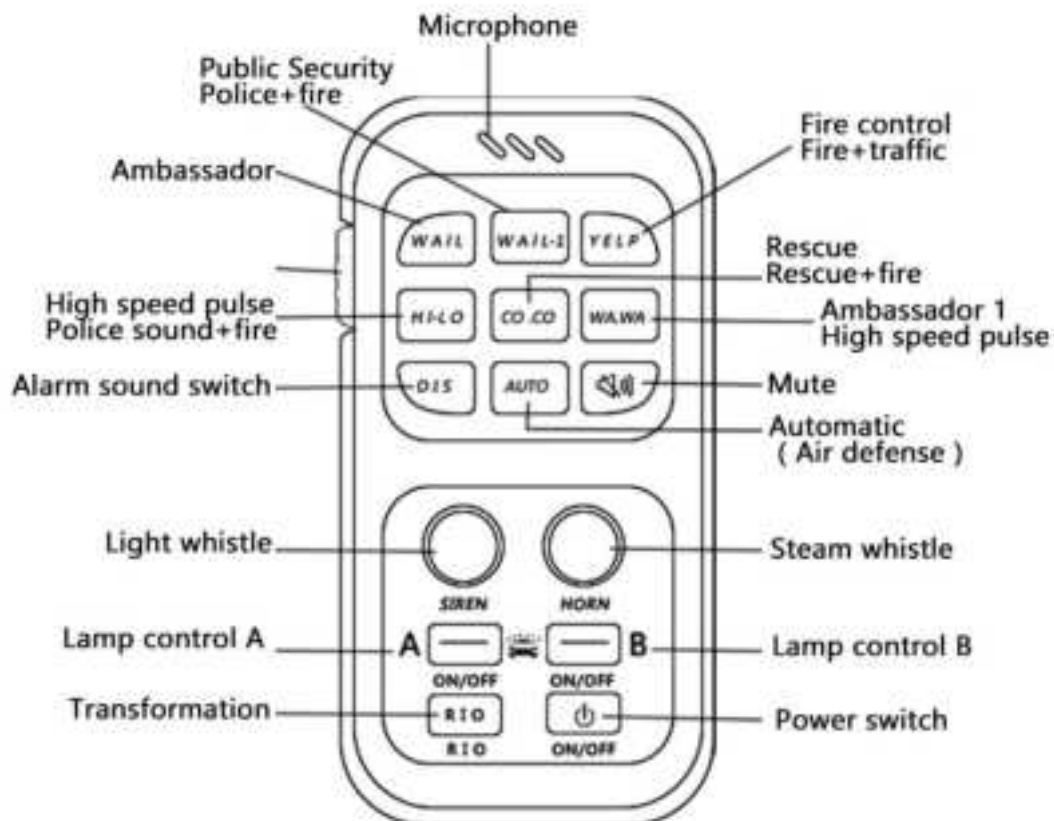 Microphone
Public Security
Police+fire
Fire control
Fire+traffic
Ambassador
WAIL
WAIL-1
YELP
Rescue
Rescue+fire
High speed pulse
Police sound+fire
HI-LO
CO.CO
WA.WA
Ambassador 1
High speed pulse
Alarm sound switch
DIS
AUTO
Mute
Automatic
( Air defense )
Light whistle
Steam whistle
SIREN
HORN
Lamp control A
A
B
Lamp control B
ON/OFF
ON/OFF
Transformation
RIO
Power switch
RIO
ON/OFF